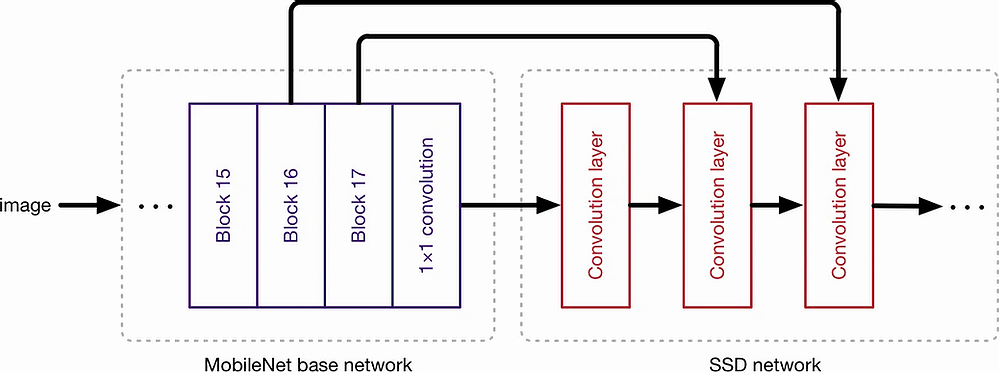 image
...
Block 15
Block 16
Block 17
1×1 convolution
Convolution layer
Convolution layer
Convolution layer
...
MobileNet base network
SSD network